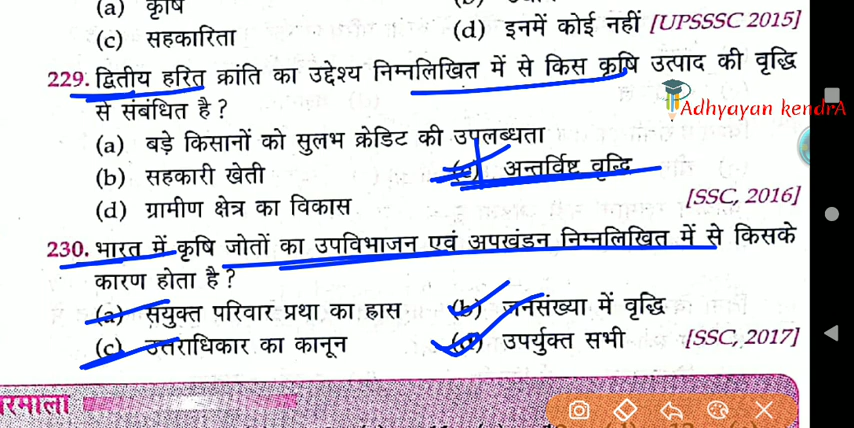 (a) कृषि
(c) सहकारिता
(d) इनमें कोई नहीं [UPSSSC 2015]
229. द्वितीय हरित क्रांति का उद्देश्य निम्नलिखित में से किस कृषि उत्पाद की वृद्धि
से संबंधित है ?
Adhyayan kendrA
(a) बड़े किसानों को सुलभ क्रेडिट की उपलब्धता
(b) सहकारी खेती (c) अन्तर्विष्ट वृद्धि
(d) ग्रामीण क्षेत्र का विकास [SSC, 2016]
230. भारत में कृषि जोतों का उपविभाजन एवं अपखंडन निम्नलिखित में से किसके
कारण होता है ?
(a) संयुक्त परिवार प्रथा का ह्रास (b) जनसंख्या में वृद्धि
(c) उत्तराधिकार का कानून (d) उपर्युक्त सभी [SSC, 2017]